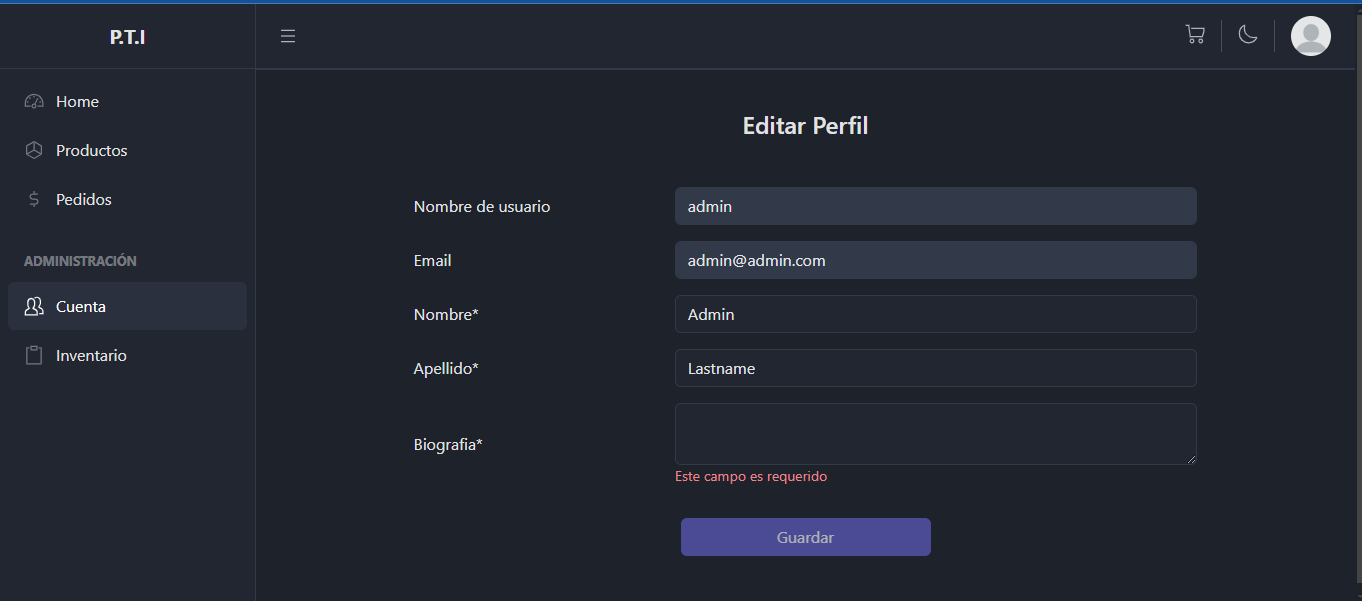 P.T.I
Home
Productos
Pedidos
ADMINISTRACIÓN
Cuenta
Inventario
Editar Perfil
Nombre de usuario
admin
Email
admin@admin.com
Nombre*
Admin
Apellido*
Lastname
Biografia*
Este campo es requerido
Guardar